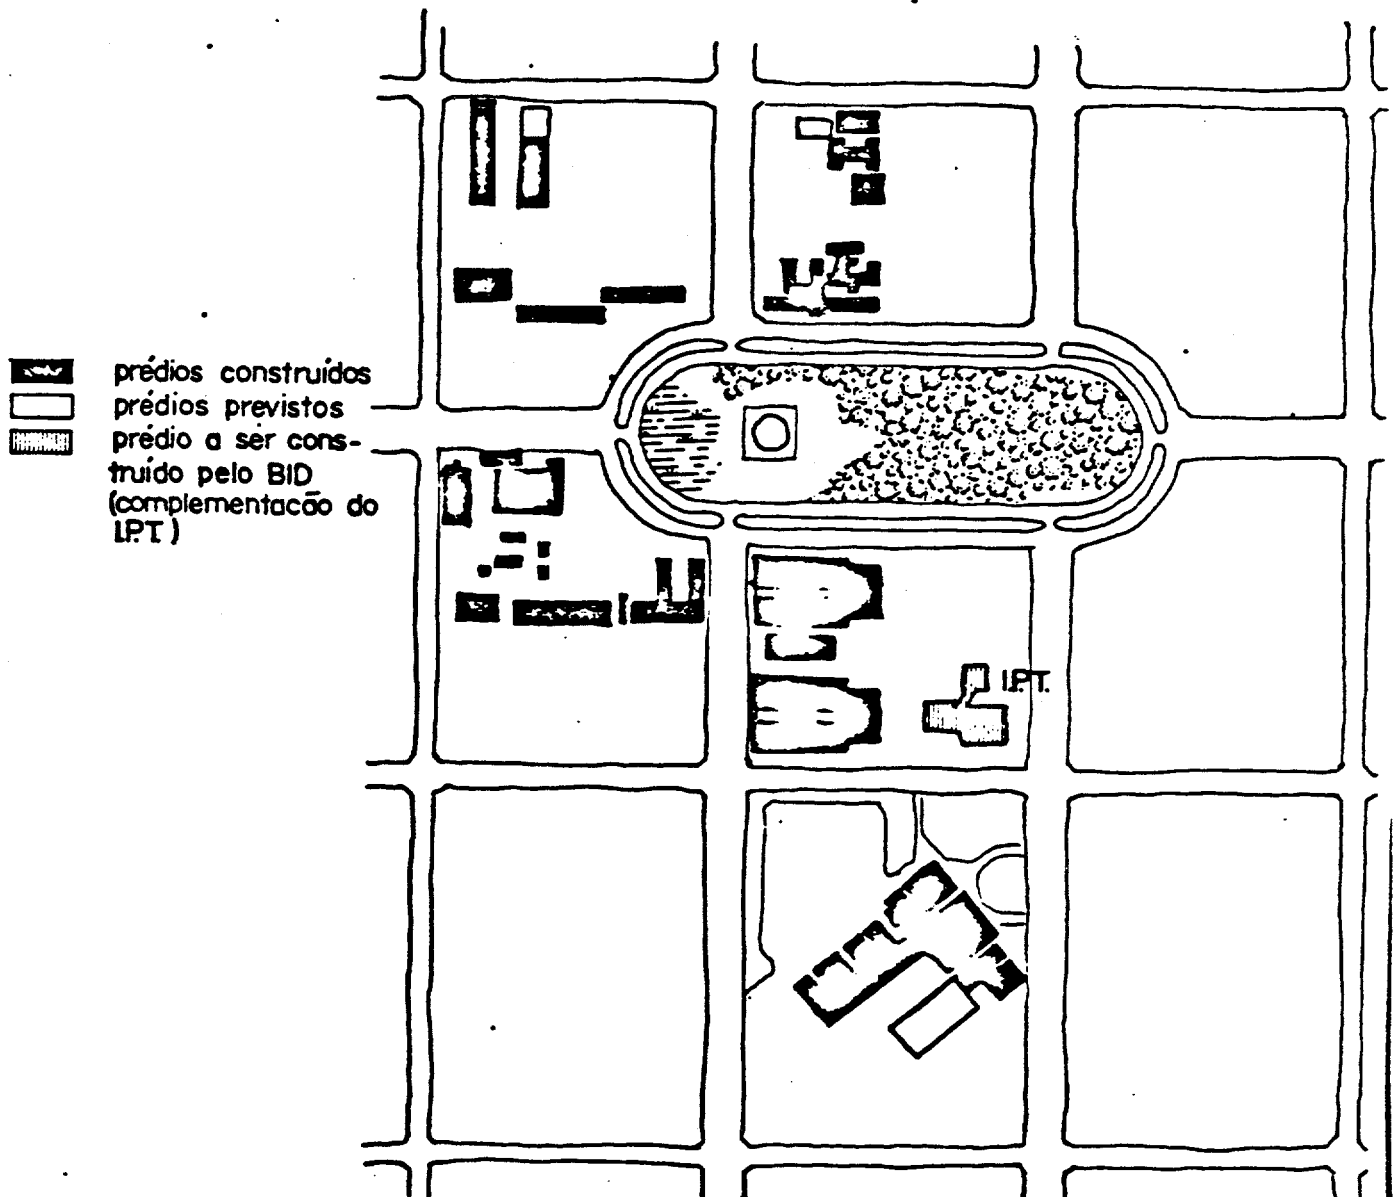 prédios construídos
prédios previstos
prédio a ser cons-
truído pelo BID
(complementacão do
I.P.T.)
I.P.T.